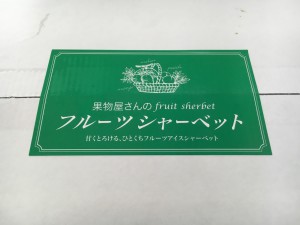 果物屋さんの fruit sherbet
フルーツシャーベット
甘くとろける、ひとくちフルーツアイスシャーベット